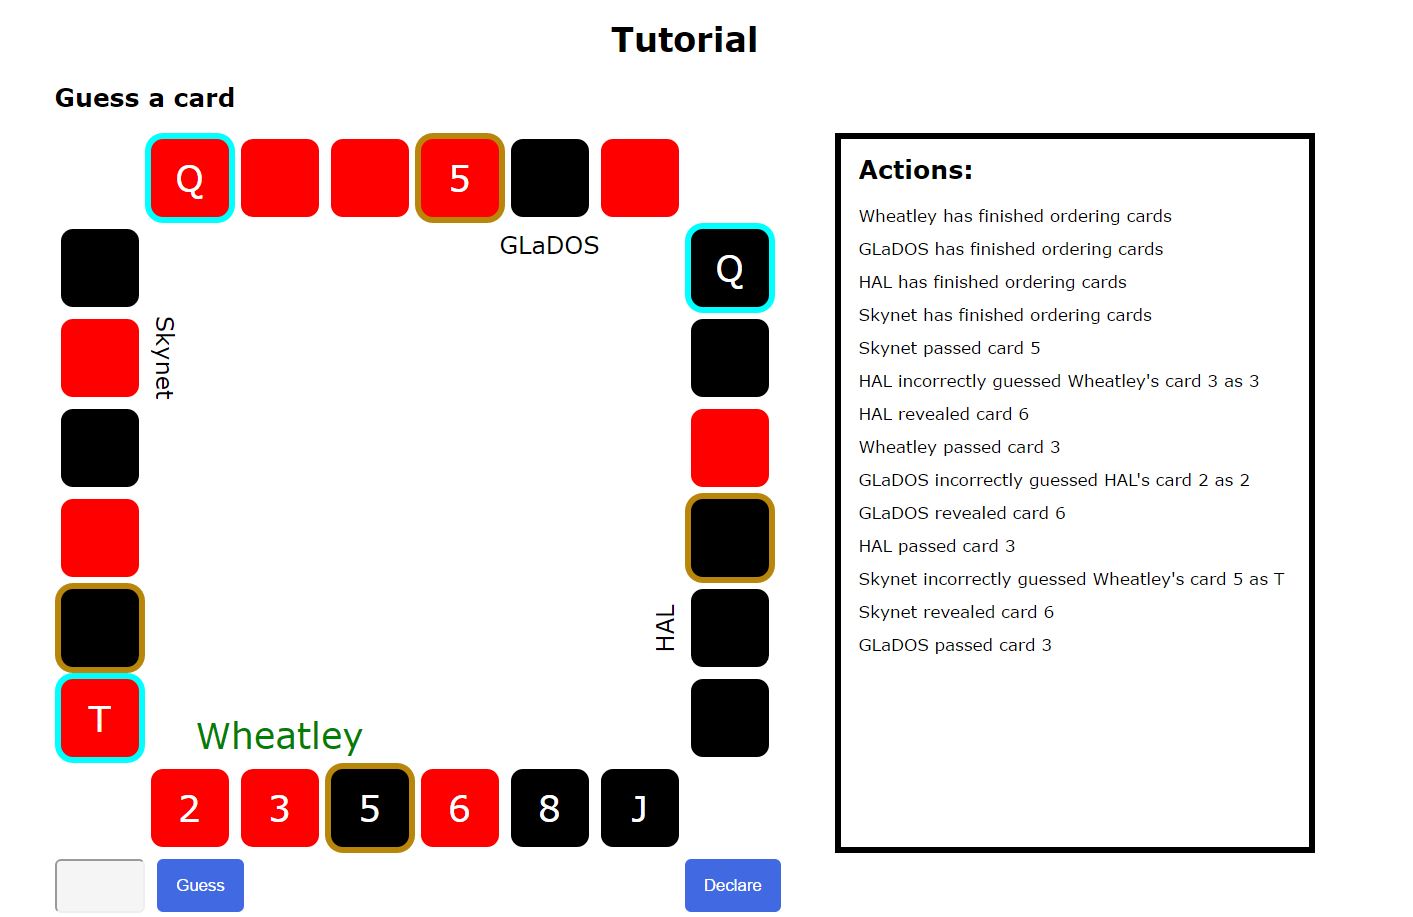 Tutorial
Guess a card
Q
5
GLaDOS
Q
Skynet
HAL
T
Wheatley
2 3 5 6 8 J
Guess
Declare
Actions:
Wheatley has finished ordering cards
GLaDOS has finished ordering cards
HAL has finished ordering cards
Skynet has finished ordering cards
Skynet passed card 5
HAL incorrectly guessed Wheatley's card 3 as 3
HAL revealed card 6
Wheatley passed card 3
GLaDOS incorrectly guessed HAL's card 2 as 2
GLaDOS revealed card 6
HAL passed card 3
Skynet incorrectly guessed Wheatley's card 5 as T
Skynet revealed card 6
GLaDOS passed card 3